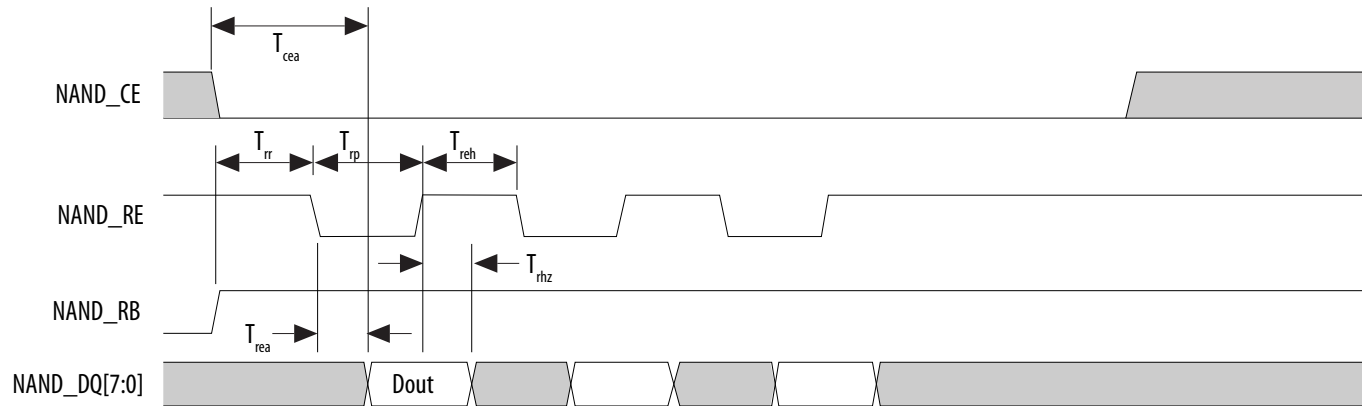 Tcea
NAND_CE
Trr Trp Treh
NAND_RE
Trhz
NAND_RB
Trea
NAND_DQ[7:0] Dout